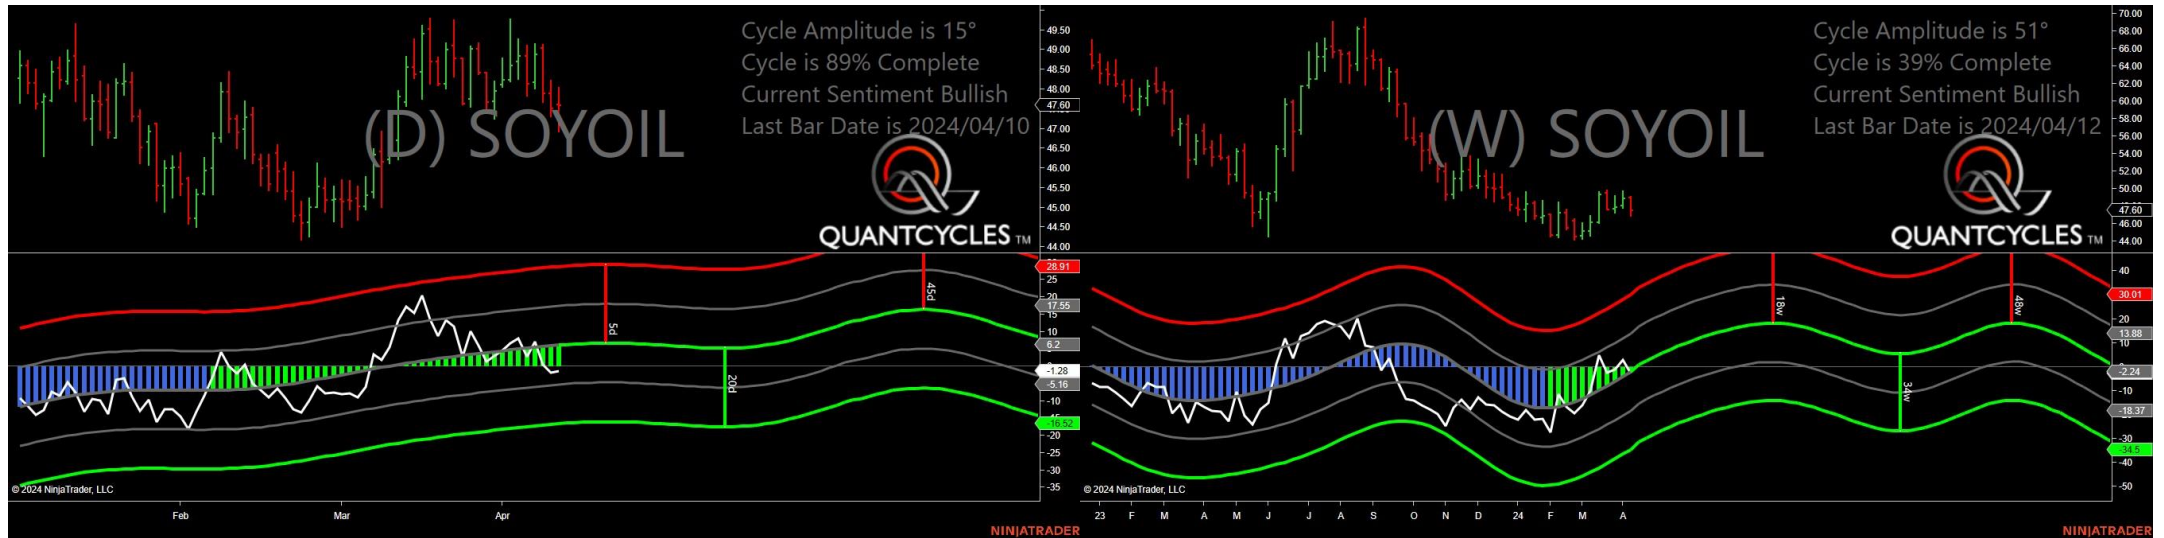 Cycle Amplitude is 15°
Cycle is 89% Complete
Current Sentiment Bullish
Last Bar Date is 2024/04/10
(D) SOYOIL
QUANTCYCLES TM
49.50
49.00
48.50
48.00
47.60
47.00
46.50
46.00
45.50
45.00
44.50
44.00
28.91
25
20
17.55
15
10
6.2
-1.28
-5.16
-10
-16.52
-20
-25
-30
-35
5d
20d
45d
© 2024 NinjaTrader, LLC
Feb
Mar
Apr
NINJATRADER
Cycle Amplitude is 51°
Cycle is 39% Complete
Current Sentiment Bullish
Last Bar Date is 2024/04/12
(W) SOYOIL
QUANTCYCLES TM
70.00
68.00
66.00
64.00
62.00
60.00
58.00
56.00
54.00
52.00
50.00
47.60
46.00
44.00
40
30.01
20
13.88
10
-2.24
-10
-18.37
-30
-34.5
-40
-50
18w
34w
48w
© 2024 NinjaTrader, LLC
23 F M A M J J A S O N D 24 F M A
NINJATRADER